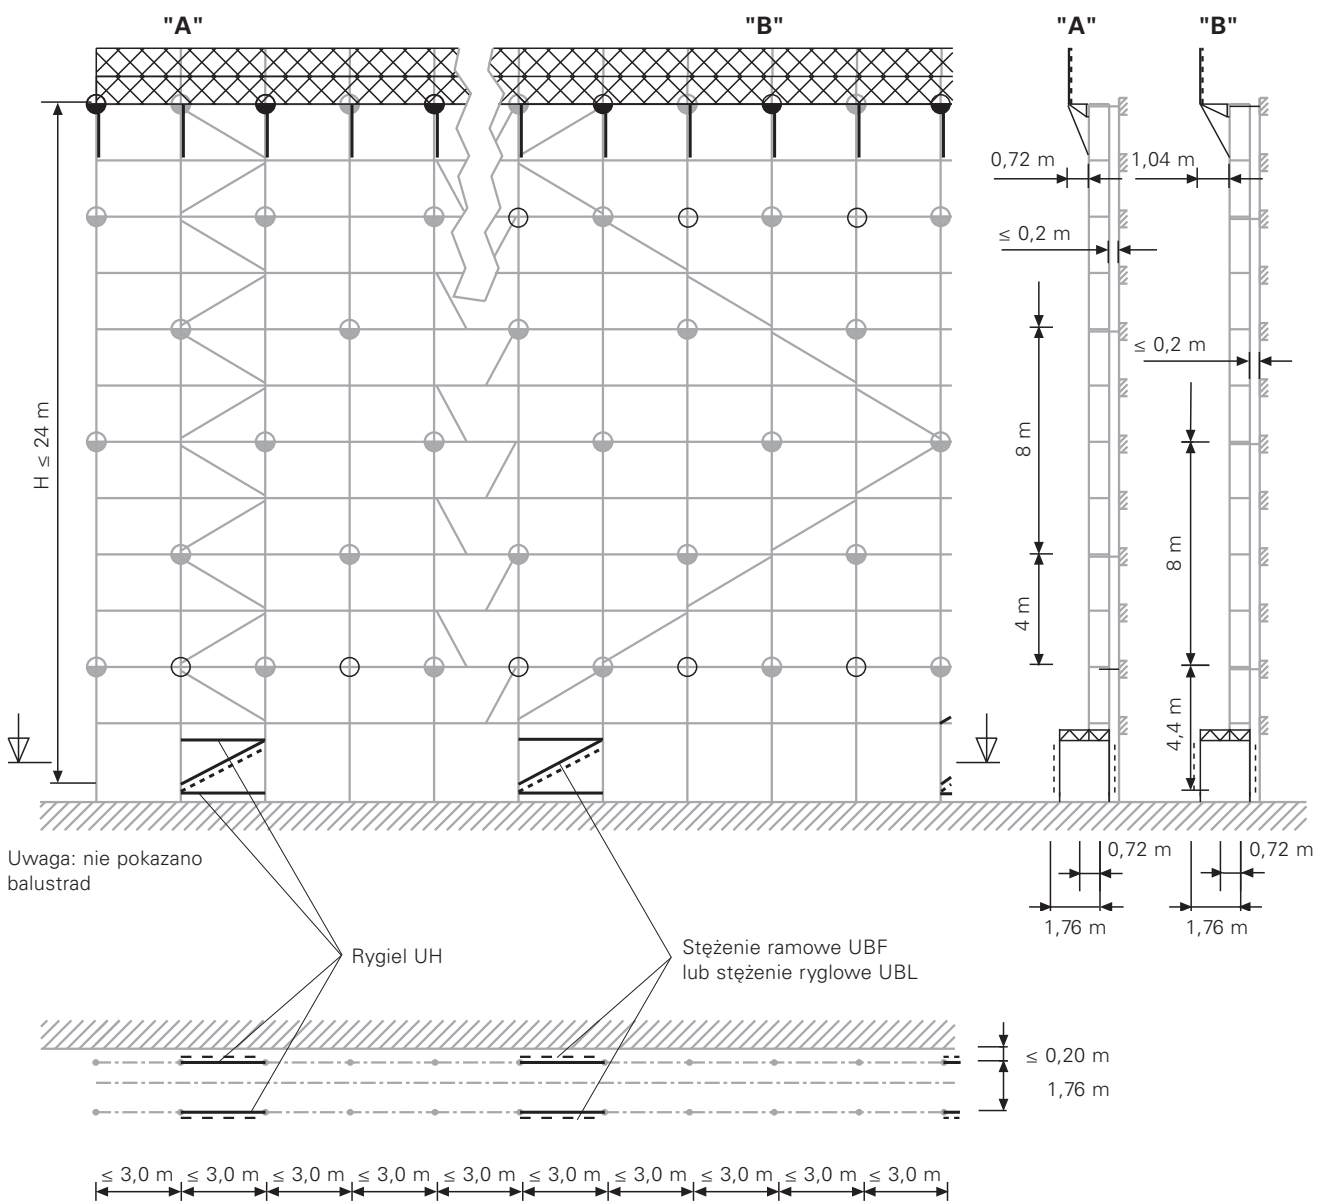 "A"
"B"
"A"
"B"
0,72 m
1,04 m
≤ 0,2 m
≤ 0,2 m
H ≤ 24 m
8 m
8 m
4 m
4,4 m
Uwaga: nie pokazano
balustrad
0,72 m
0,72 m
1,76 m
1,76 m
Rygiel UH
Stężenie ramowe UBF
lub stężenie ryglowe UBL
≤ 0,20 m
1,76 m
≤ 3,0 m ≤ 3,0 m ≤ 3,0 m ≤ 3,0 m ≤ 3,0 m ≤ 3,0 m ≤ 3,0 m ≤ 3,0 m ≤ 3,0 m ≤ 3,0 m